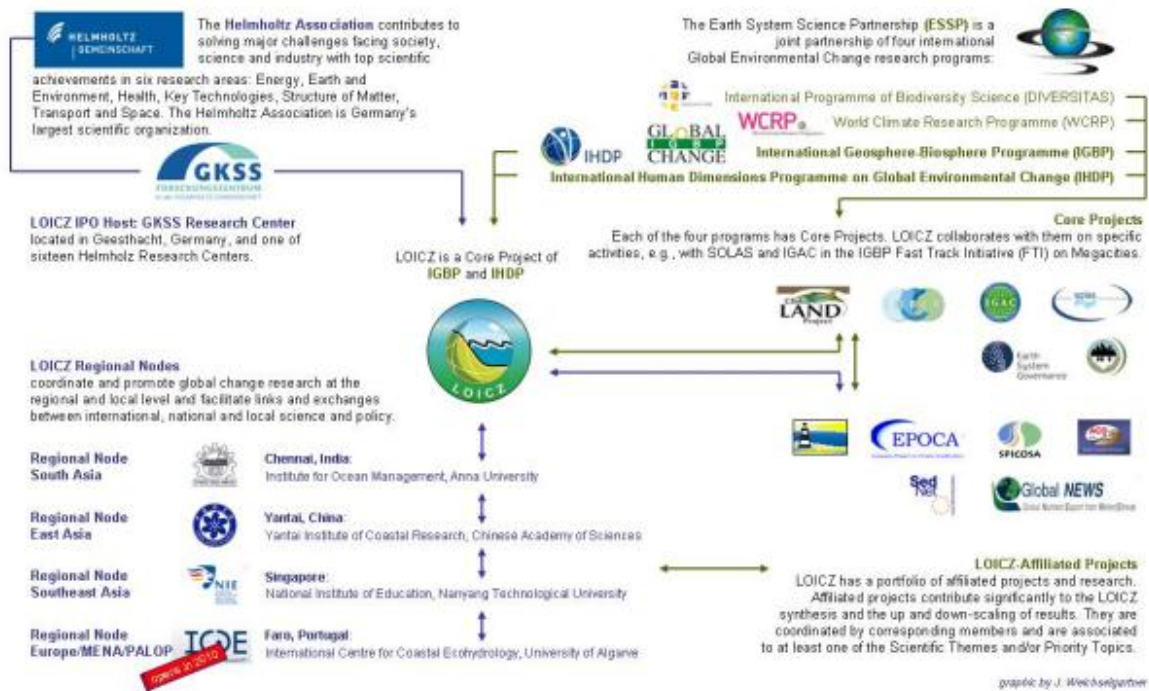 HELMHOLTZ
GEMEINSCHAFT
The Helmholtz Association contributes to
solving major challenges facing society,
science and industry with top scientific
achievements in six research areas: Energy, Earth and
Environment, Health, Key Technologies, Structure of Matter,
Transport and Space. The Helmholtz Association is Germany's
largest scientific organization.
GKSS
FORSCHUNGSZENTRUM
LOICZ IPO Host: GKSS Research Center
located in Geesthacht, Germany, and one of
sixteen Helmholz Research Centers.
The Earth System Science Partnership (ESSP) is a
joint partnership of four international
Global Environmental Change research programs:
International Programme of Biodiversity Science (DIVERSITAS)
WCRP
World Climate Research Programme (WCRP)
IHDP
GLOBAL
IGBP
CHANGE
International Geosphere-Biosphere Programme (IGBP)
International Human Dimensions Programme on Global Environmental Change (IHDP)
LOICZ is a Core Project of
IGBP and IHDP
LOICZ
Core Projects
Each of the four programs has Core Projects. LOICZ collaborates with them on specific
activities, e.g., with SOLAS and IGAC in the IGBP Fast Track Initiative (FTI) on Megacities.
LAND
Project
IGAC
Earth
System
Governance
EPOCA
SPICOSA
Sed
Net
Global NEWS
LOICZ Regional Nodes
coordinate and promote global change research at the
regional and local level and facilitate links and exchanges
between international, national and local science and policy.
Regional Node
South Asia
Chennai, India:
Institute for Ocean Management, Anna University
Regional Node
East Asia
Yantai, China:
Yantai Institute of Coastal Research, Chinese Academy of Sciences
Regional Node
Southeast Asia
NIE
Singapore:
National Institute of Education, Nanyang Technological University
Regional Node
Europe/MENA/PALOP
opens in 2010
Faro, Portugal:
International Centre for Coastal Ecohydrology, University of Algarve
LOICZ-Affiliated Projects
LOICZ has a portfolio of affiliated projects and research.
Affiliated projects contribute significantly to the LOICZ
synthesis and the up and down-scaling of results. They are
coordinated by corresponding members and are associated
to at least one of the Scientific Themes and/or Priority Topics.
graphic by J. Weichselgartner